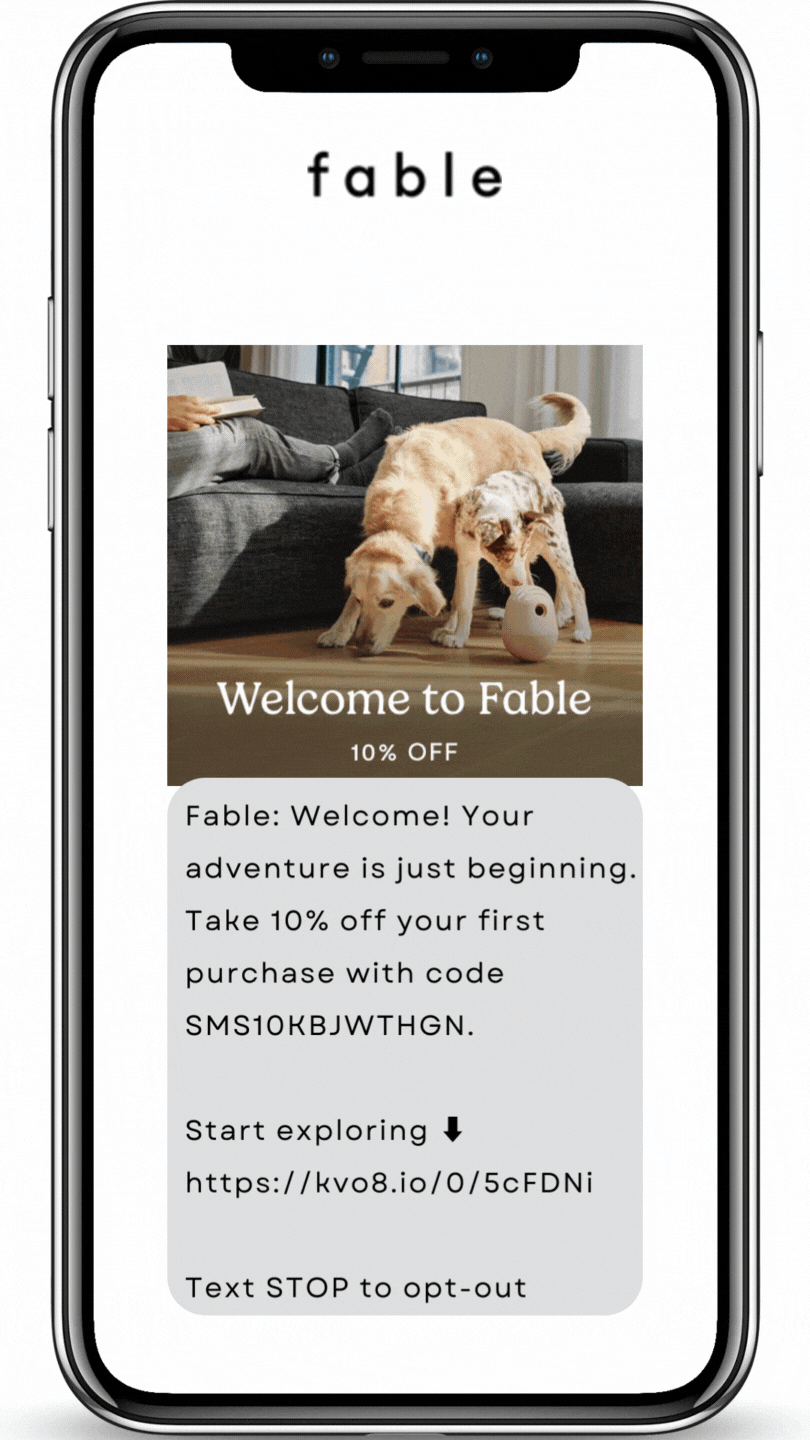 fable
Welcome to Fable
10% OFF
Fable: Welcome! Your
adventure is just beginning.
Take 10% off your first
purchase with code
SMS10KBJWTHGN.
Start exploring ⬇
https://kvo8.io/0/5cFDNi
Text STOP to opt-out